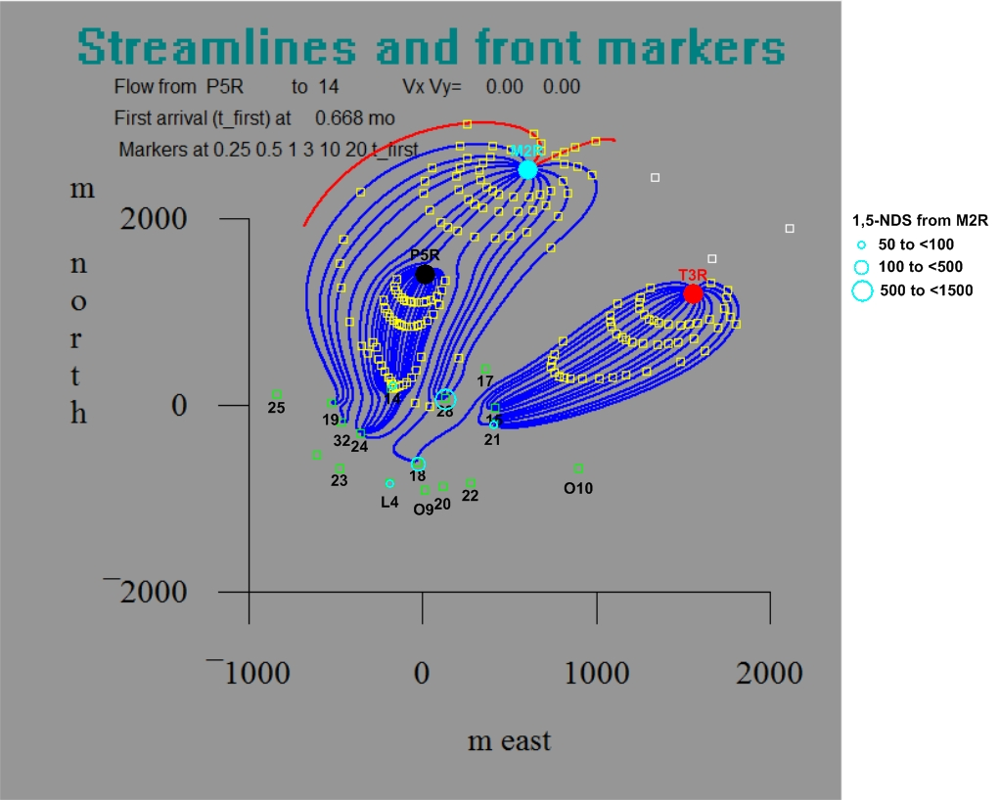 Streamlines and front markers
Flow from P5R to 14 Vx Vy= 0.00 0.00
First arrival (t_first) at 0.668 mo
Markers at 0.25 0.5 1 3 10 20 t_first
M2R
m north
2000
0
‾2000
P5R
T3R
1,5-NDS from M2R
50 to <100
100 to <500
500 to <1500
17
14
25
19
28
15
32
24
21
23
18
L4
O9
20
22
O10
‾1000 0 1000 2000
m east